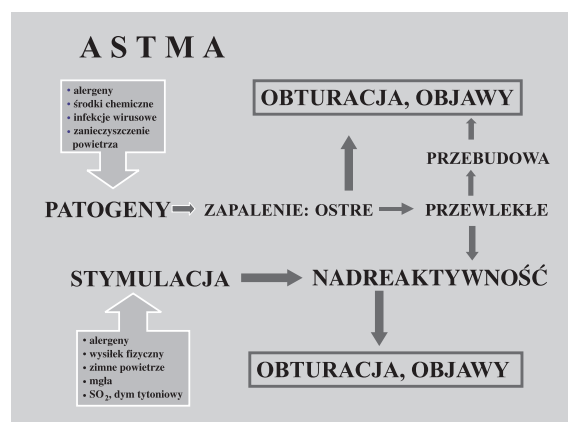 ASTMA
• alergeny
• środki chemiczne
• infekcje wirusowe
• zanieczyszczenie
powietrza
OBTURACJA, OBJAWY
PRZEBUDOWA
PATOGENY
ZAPALENIE: OSTRE
PRZEWLEKŁE
STYMULACJA
NADREAKTYWNOŚĆ
• alergeny
• wysiłek fizyczny
• zimne powietrze
• mgła
• SO₂, dym tytoniowy
OBTURACJA, OBJAWY